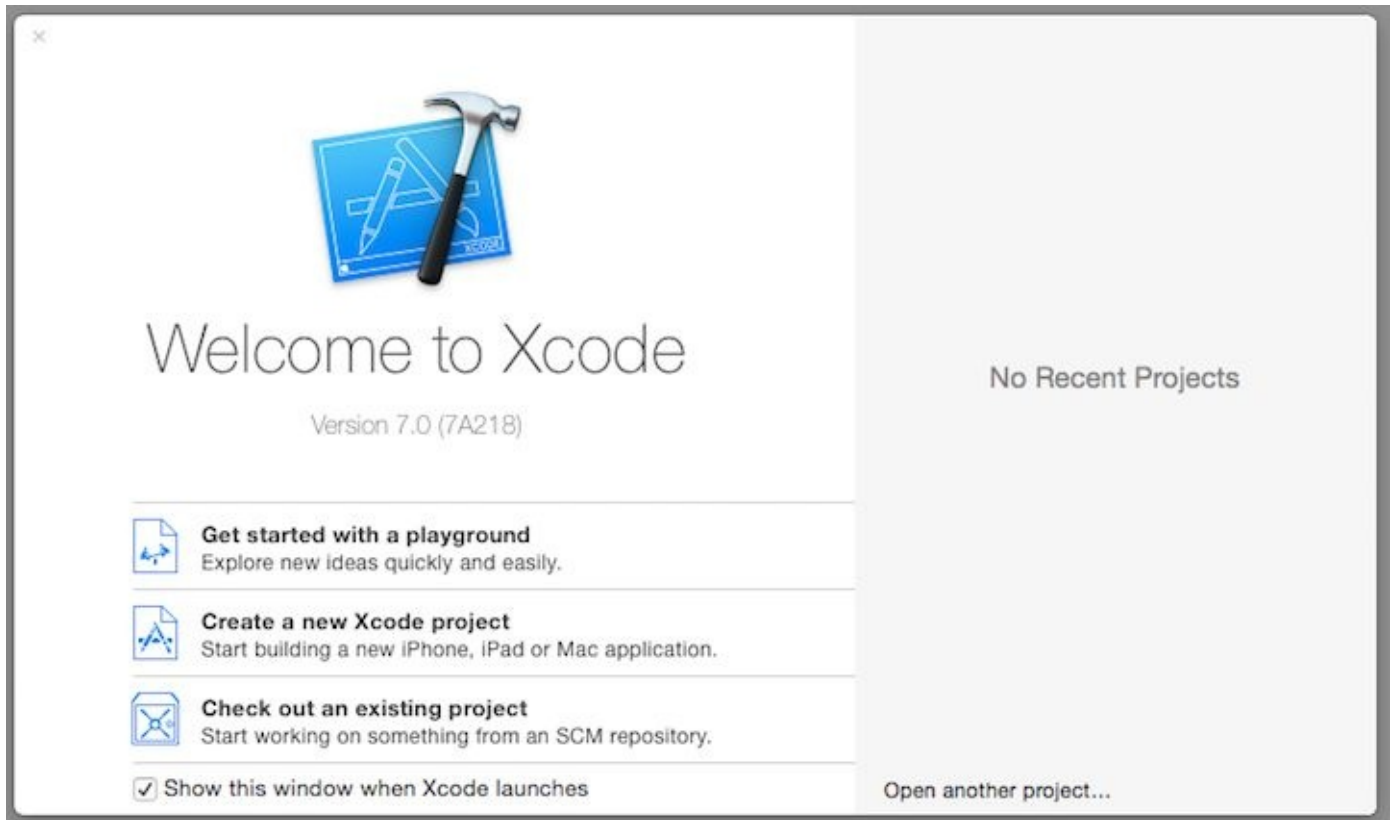 XCODE
Welcome to Xcode
Version 7.0 (7A218)
Get started with a playground
Explore new ideas quickly and easily.
Create a new Xcode project
Start building a new iPhone, iPad or Mac application.
Check out an existing project
Start working on something from an SCM repository.
Show this window when Xcode launches
No Recent Projects
Open another project...